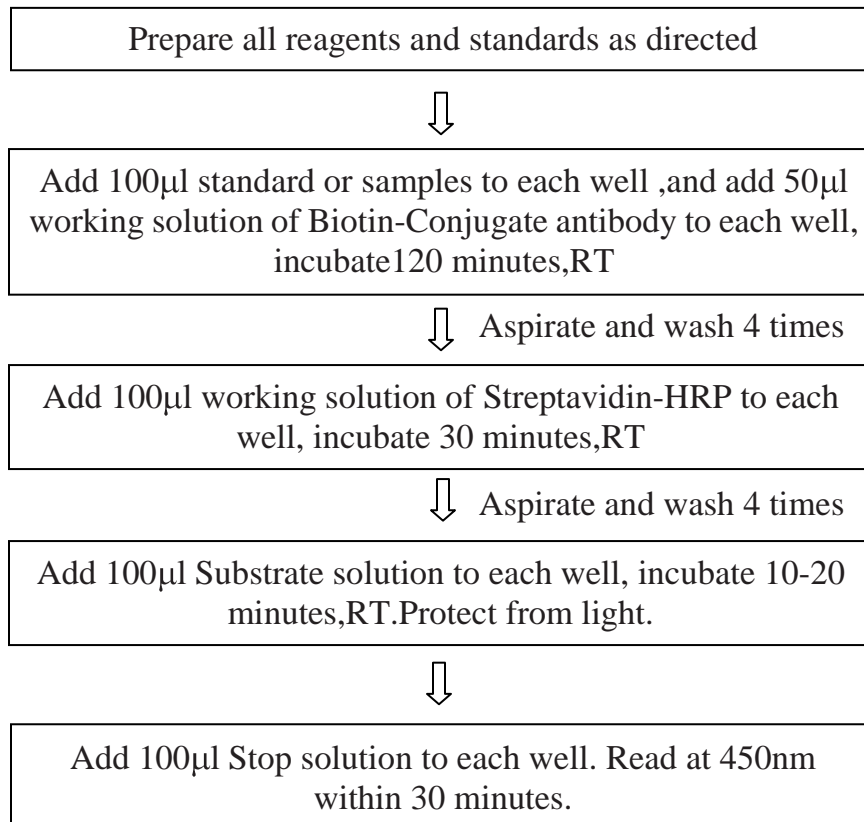 Prepare all reagents and standards as directed
Add 100μl standard or samples to each well ,and add 50μl
working solution of Biotin-Conjugate antibody to each well,
incubate120 minutes,RT
Aspirate and wash 4 times
Add 100μl working solution of Streptavidin-HRP to each
well, incubate 30 minutes,RT
Aspirate and wash 4 times
Add 100μl Substrate solution to each well, incubate 10-20
minutes,RT.Protect from light.
Add 100μl Stop solution to each well. Read at 450nm
within 30 minutes.